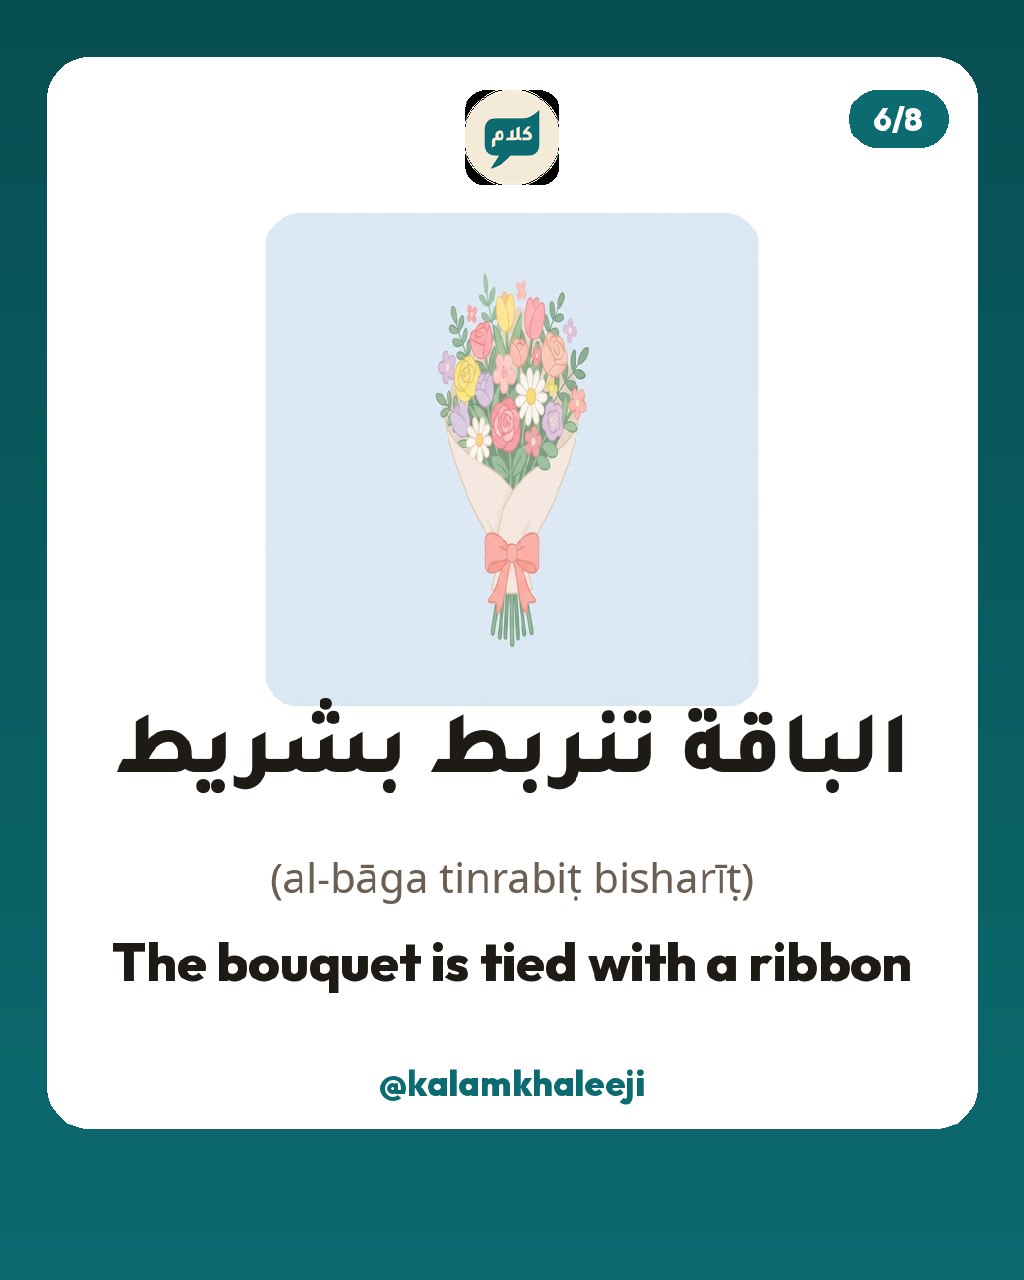 كلام
6/8
الباقة تنربط بشريط
(al-bāga tinrabiṭ bisharīṭ)
The bouquet is tied with a ribbon
@kalamkhaleeji